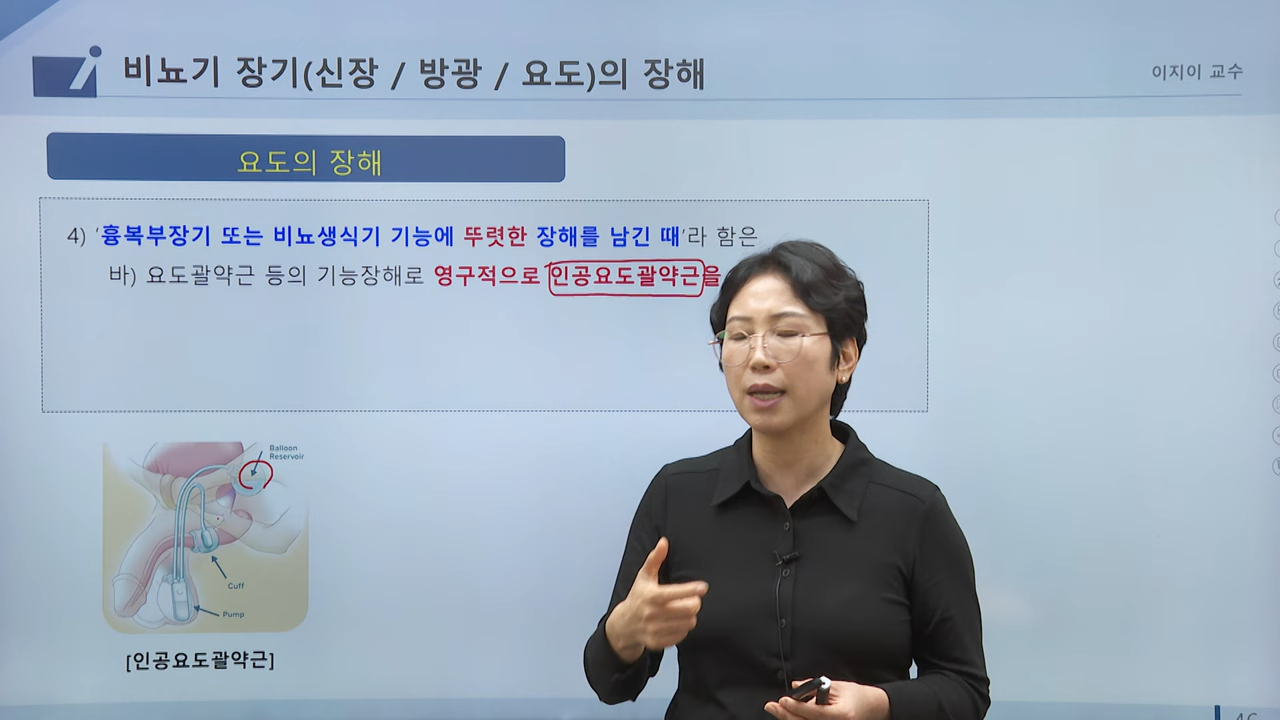 비뇨기 장기(신장 / 방광 / 요도)의 장해
이지이 교수
요도의 장해
4) '흉복부장기 또는 비뇨생식기 기능에 뚜렷한 장해를 남긴 때'라 함은
바) 요도괄약근 등의 기능장해로 영구적으로 인공요도괄약근을
Balloon
Reservoir
Cuff
Pump
[인공요도괄약근]